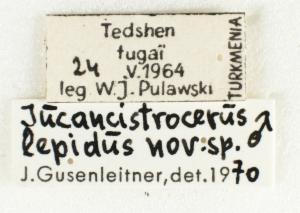 Tedshen
tugaï
24 V.1964
leg W.J. Pulawski
TURKMENIA
Jucancistrocerus
lepidus nov.sp. ♂
J.Gusenleitner, det.1970